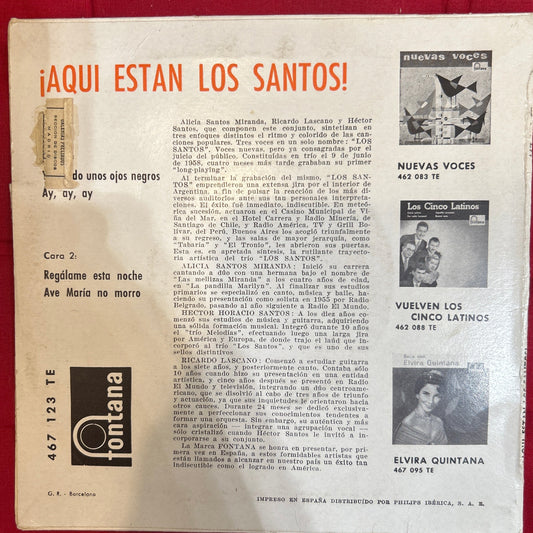 ¡AQUI ESTAN LOS SANTOS!
do unos ojos negros
Ay, ay, ay
Cara 2:
Regálame esta noche
Ave María no morro
467 123 TE
fontana
G. R. - Barcelona
Alicia Santos Miranda, Ricardo Lascano y Héctor
Santos, que componen este conjunto, sintetizan en
tres enfoques distintos el ritmo y colorido de las can-
ciones populares. Tres voces en un solo nombre: "LOS
SANTOS". Voces nuevas, pero ya consagradas por el
juicio del público. Constituídas en trío el 9 de junio
de 1958, cuatro meses más tarde grababan su primer
"long-playing".
Al terminar la grabación del mismo, "LOS SAN-
TOS" emprendieron una extensa jira por el interior de
Argentina, a fin de pulsar la reacción de los más di-
versos auditorios ante sus tan personales interpreta-
ciones. El éxito fué inmediato, indiscutible. En meteó-
rica sucesión, actuaron en el Casino Municipal de Vi-
ña del Mar, en el Hotel Carrera y Radio Minería, de
Santiago de Chile, y Radio América, TV y Grill Bo-
lívar, del Perú, Buenos Aires los acogió triunfalmente
a su regreso, y las salas de mayor jerarquía, como
"Tabarís" y "El Tronío", les abrieron sus puertas.
Esta es, en apretada síntesis, la rutilante trayecto-
ria artística del trío "LOS SANTOS".
ALICIA SANTOS MIRANDA: Inició su carrera
cantando a dúo con una hermana bajo el nombre de
"Las mellizas Miranda" a los cuatro años de edad,
en "La pandilla Marilyn". Al finalizar sus estudios
primarios se especializó en canto, música y baile, ha-
ciendo su presentación como solista en 1955 por Radio
Belgrado, pasando al año siguiente a Radio El Mundo.
HECTOR HORACIO SANTOS: A los diez años co-
menzó sus estudios de música y guitarra, adquiriendo
una sólida formación musical. Integró durante 10 años
el "trío Melodías", efectuando luego una larga jira
por América y Europa, de donde trajo el laúd que in-
corporó al trío "Los Santos", y que es uno de sus
sellos distintivos
RICARDO LASCANO: Comenzó a estudiar guitarra
a los siete años, y posteriormente canto. Contaba sólo
10 años cuando hizo su presentación en una entidad
artística, y cinco años después se presentó en Radio
El Mundo y televisión, integrando un dúo centroame-
ricano, que se disolvió al cabo de tres años de triunfo
y actuación, ya que sus inquietudes le orientaron hacia
otros cauces. Durante 24 meses se dedicó exclusiva-
mente a perfeccionar sus conocimientos tendentes a
formar una orquesta. Sin embargo, su auténtica y más
cara aspiración — integrar una agrupación vocal —
sólo cristalizó cuando Héctor Santos le invitó a in-
corporarse a su conjunto.
La Marca FONTANA se honra en presentar, por pri-
mera vez en España, a estos formidables artistas que
están llamados a alcanzar en nuestro país un éxito tan
indiscutible como el logrado en América.
nuevas voces
NUEVAS VOCES
462 083 TE
Los Cinco Latinos
VUELVEN LOS
CINCO LATINOS
462 088 TE
Elvira Quintana
ELVIRA QUINTANA
467 095 TE
IMPRESO EN ESPAÑA DISTRIBUÍDO POR PHILIPS IBÉRICA, S. A. E.